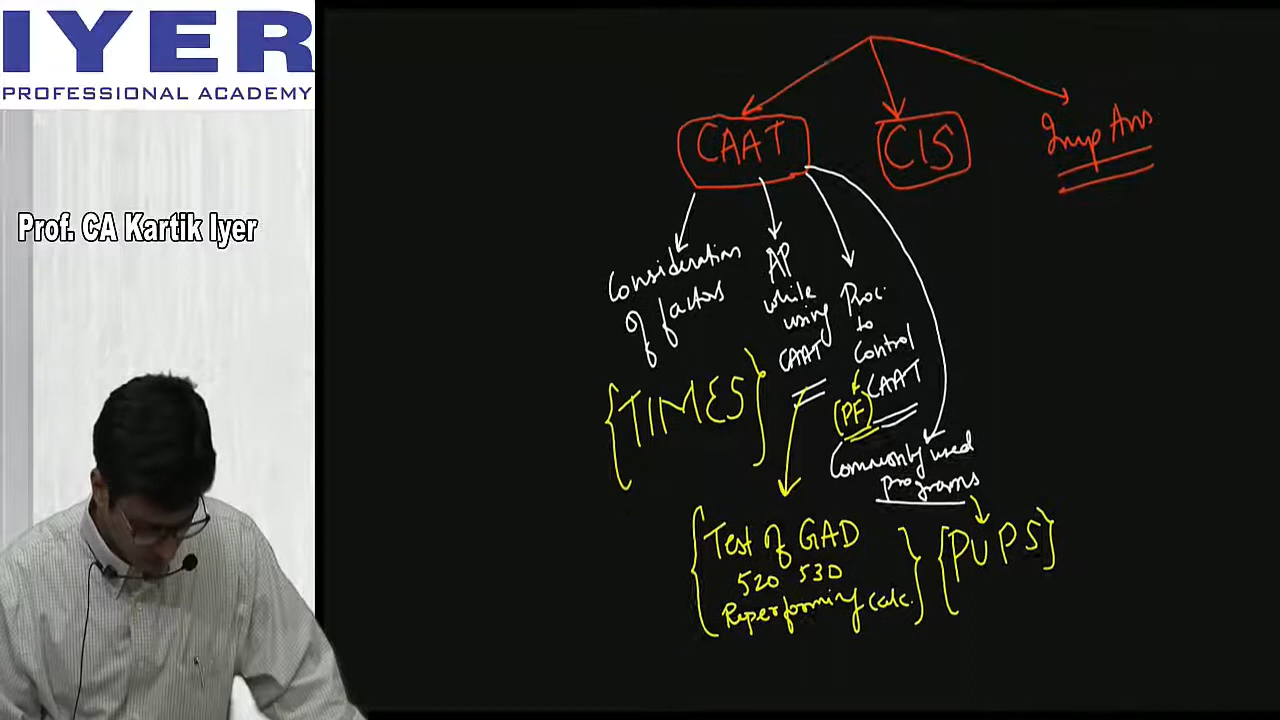 IYER
PROFESSIONAL ACADEMY
Prof. CA Kartik Iyer
CAAT
CIS
Imp Ans.
Consideration
of factors
{TIMES}
AP
while
using
CAAT
Proc.
to
Control
CAAT
(PF)
Commonly used
programs
{Test of GAD
520 530
Reperforming calc.}
{PUPS}